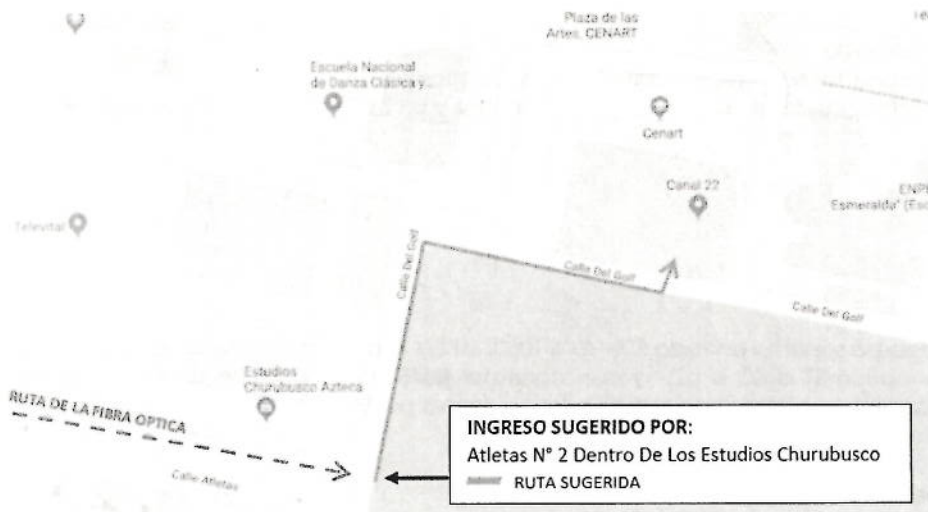 Plaza de las
Artes, CENART
Escuela Nacional
de Danza Clásica y
Cenart
Canal 22
ENPE
Esmeralda" (Esc
Televital
Calle Del Golf
Calle Del Golf
Calle Del Golf
Estudios
Churubusco Azteca
RUTA DE LA FIBRA OPTICA
Calle Atletas
INGRESO SUGERIDO POR:
Atletas N° 2 Dentro De Los Estudios Churubusco
RUTA SUGERIDA